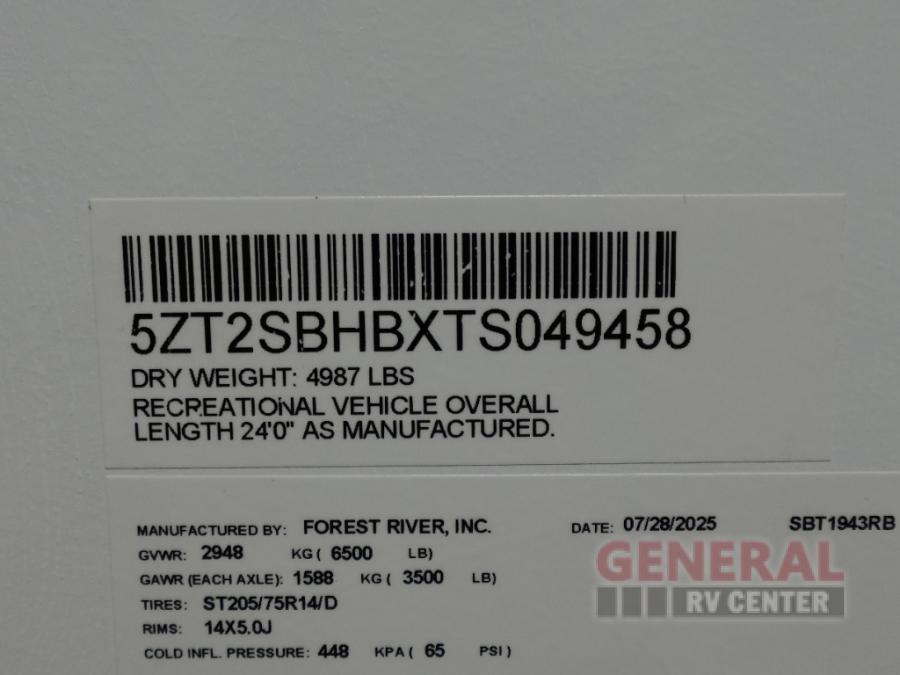 5ZT2SBHBXTS049458
DRY WEIGHT: 4987 LBS
RECREATIONAL VEHICLE OVERALL
LENGTH 24'0" AS MANUFACTURED.
MANUFACTURED BY: FOREST RIVER, INC. DATE: 07/28/2025 SBT1943RB
GVWR: 2948 KG ( 6500 LB)
GAWR (EACH AXLE): 1588 KG ( 3500 LB)
TIRES: ST205/75R14/D
RIMS: 14X5.0J
COLD INFL. PRESSURE: 448 KPA ( 65 PSI )
GENERAL
RV CENTER